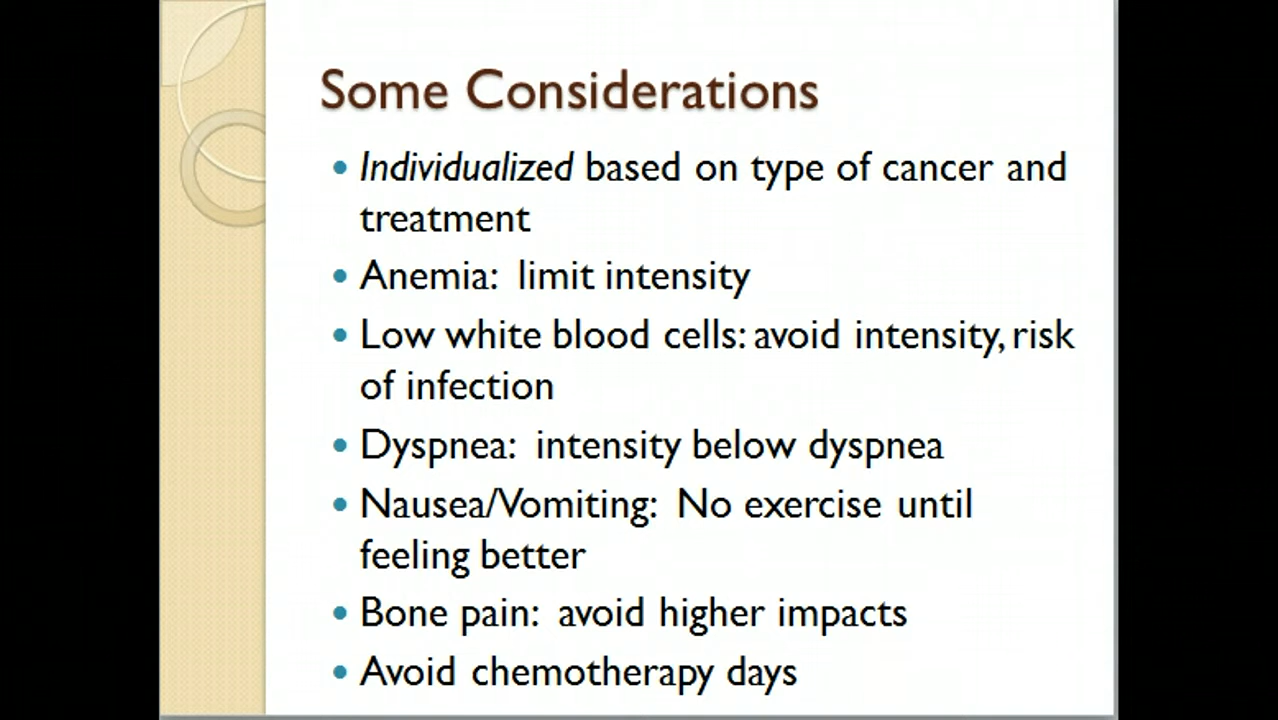 Some Considerations
• Individualized based on type of cancer and
treatment
• Anemia: limit intensity
• Low white blood cells: avoid intensity, risk
of infection
• Dyspnea: intensity below dyspnea
• Nausea/Vomiting: No exercise until
feeling better
• Bone pain: avoid higher impacts
• Avoid chemotherapy days